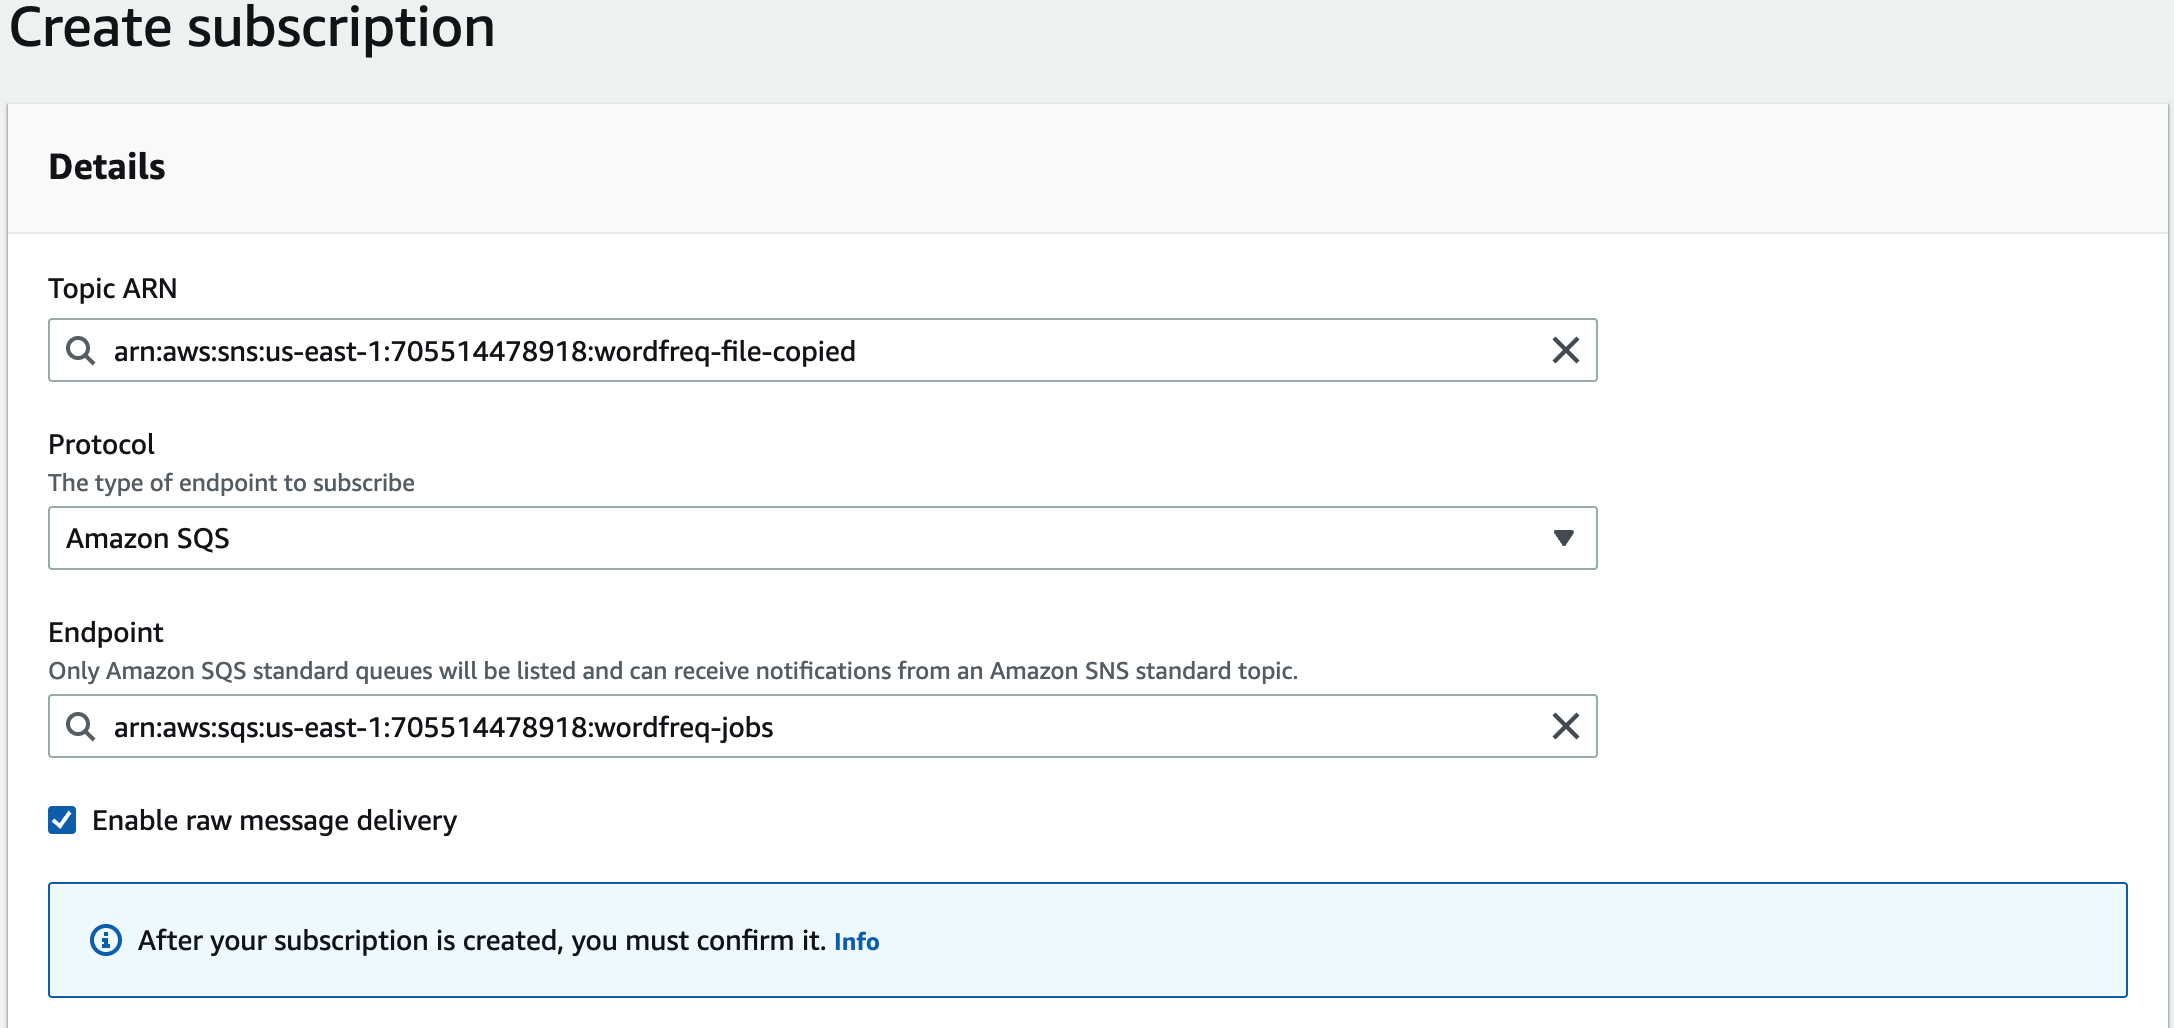 Create subscription
Details
Topic ARN
arn:aws:sns:us-east-1:705514478918:wordfreq-file-copied
Protocol
The type of endpoint to subscribe
Amazon SQS
Endpoint
Only Amazon SQS standard queues will be listed and can receive notifications from an Amazon SNS standard topic.
arn:aws:sqs:us-east-1:705514478918:wordfreq-jobs
Enable raw message delivery
After your subscription is created, you must confirm it. Info